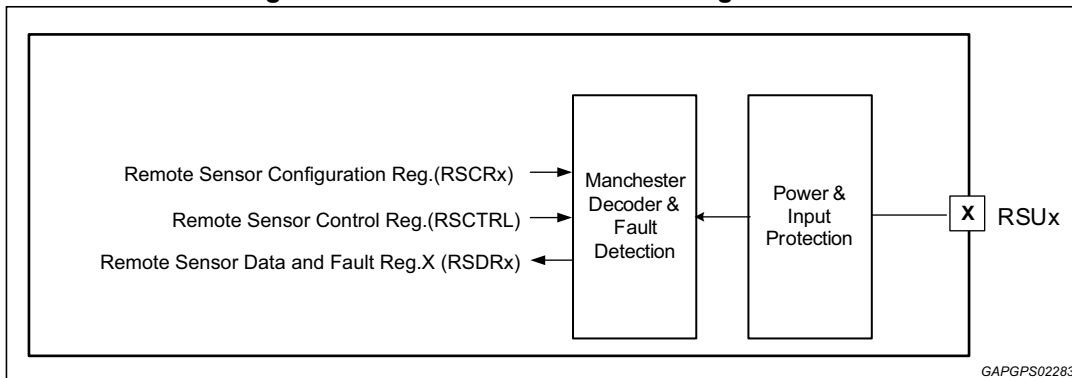 Remote Sensor Configuration Reg.(RSCRx)
Remote Sensor Control Reg.(RSCTRL)
Remote Sensor Data and Fault Reg.X (RSDRx)
Manchester
Decoder &
Fault
Detection
Power &
Input
Protection
X
RSUx
GAPGPS02283